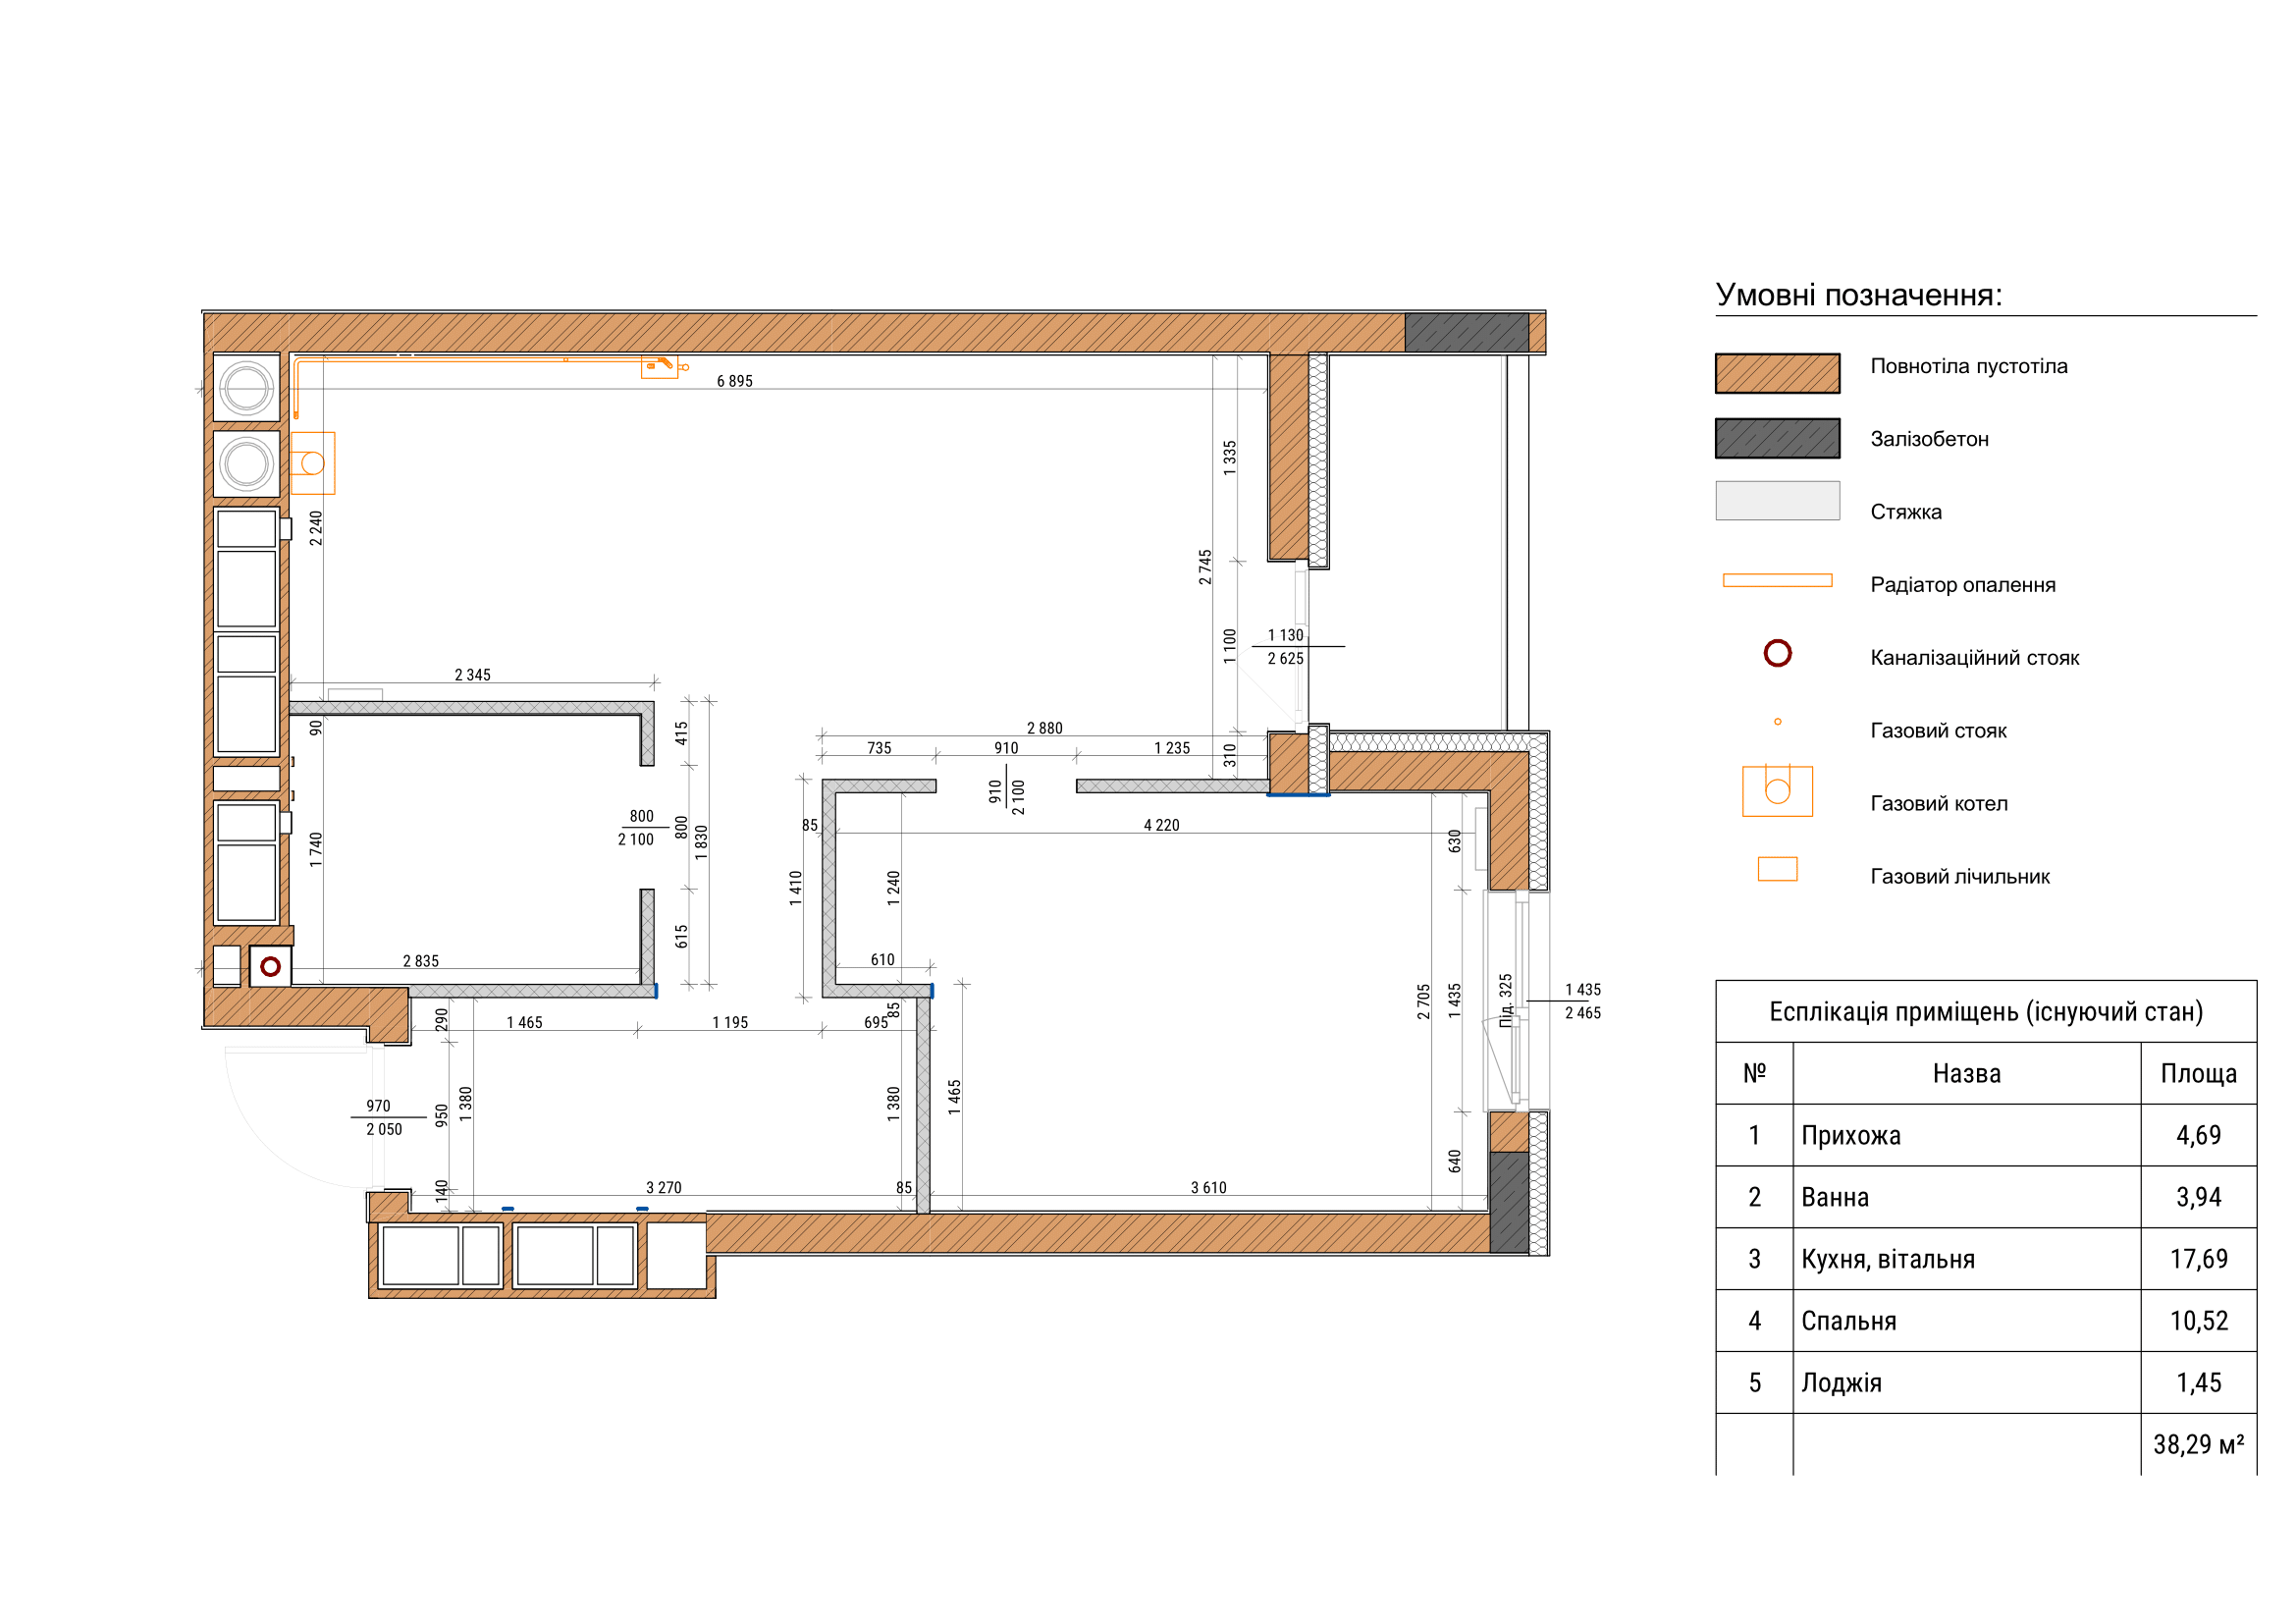 6 895
1 335
2 240
2 745
1 100
1 130
2 625
2 345
90
415
2 880
735
910
1 235
310
910
2 100
800
2 100
800
1 830
85
4 220
630
1 740
1 410
1 240
615
2 835
610
2 705
1 435
Під. 325
1 435
2 465
290
1 465
1 195
695
85
970
2 050
950
1 380
1 380
1 465
640
140
3 270
85
3 610
Умовні позначення:
Повнотіла пустотіла
Залізобетон
Стяжка
Радіатор опалення
Каналізаційний стояк
Газовий стояк
Газовий котел
Газовий лічильник
Есплікація приміщень (існуючий стан)
№ Назва Площа
1 Прихожа 4,69
2 Ванна 3,94
3 Кухня, вітальня 17,69
4 Спальня 10,52
5 Лоджія 1,45
38,29 м²